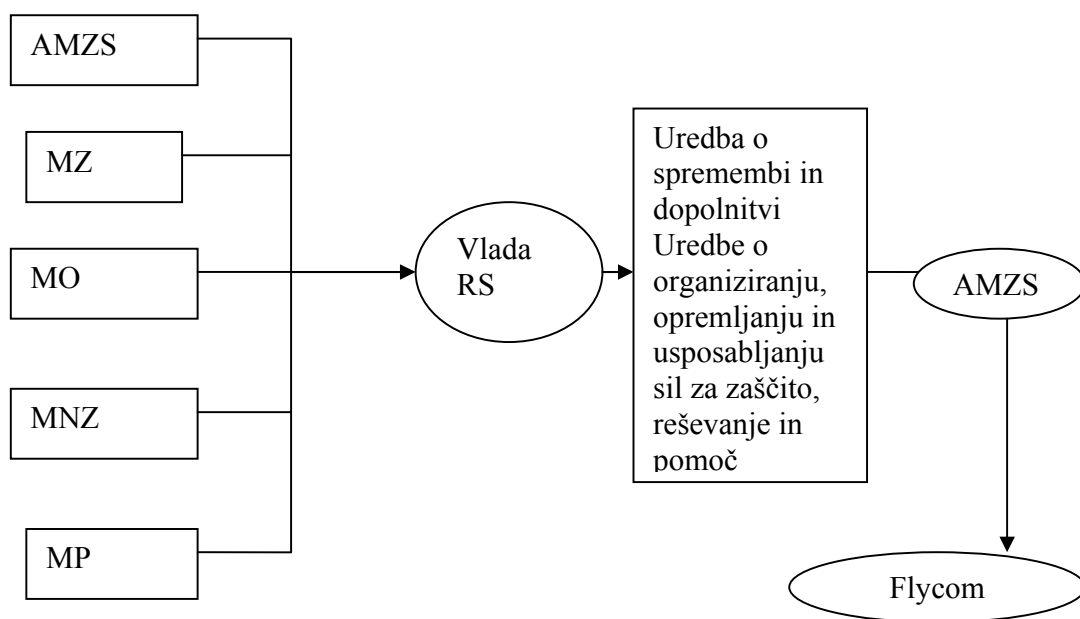 AMZS
MZ
MO
MNZ
MP
Vlada
RS
Uredba o
spremembi in
dopolnitvi
Uredbe o
organiziranju,
opremljanju in
usposabljanju
sil za zaščito,
reševanje in
pomoč
AMZS
Flycom